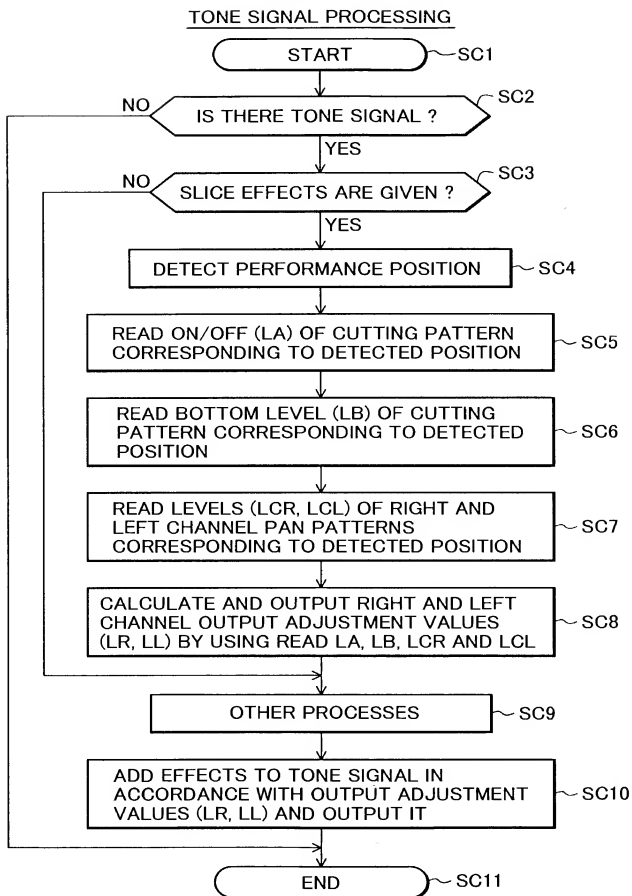 TONE SIGNAL PROCESSING
START
SC1
NO
IS THERE TONE SIGNAL ?
SC2
YES
NO
SLICE EFFECTS ARE GIVEN ?
SC3
YES
DETECT PERFORMANCE POSITION
SC4
READ ON/OFF (LA) OF CUTTING PATTERN
CORRESPONDING TO DETECTED POSITION
SC5
READ BOTTOM LEVEL (LB) OF CUTTING
PATTERN CORRESPONDING TO DETECTED
POSITION
SC6
READ LEVELS (LCR, LCL) OF RIGHT AND
LEFT CHANNEL PAN PATTERNS
CORRESPONDING TO DETECTED POSITION
SC7
CALCULATE AND OUTPUT RIGHT AND LEFT
CHANNEL OUTPUT ADJUSTMENT VALUES
(LR, LL) BY USING READ LA, LB, LCR AND LCL
SC8
OTHER PROCESSES
SC9
ADD EFFECTS TO TONE SIGNAL IN
ACCORDANCE WITH OUTPUT ADJUSTMENT
VALUES (LR, LL) AND OUTPUT IT
SC10
END
SC11